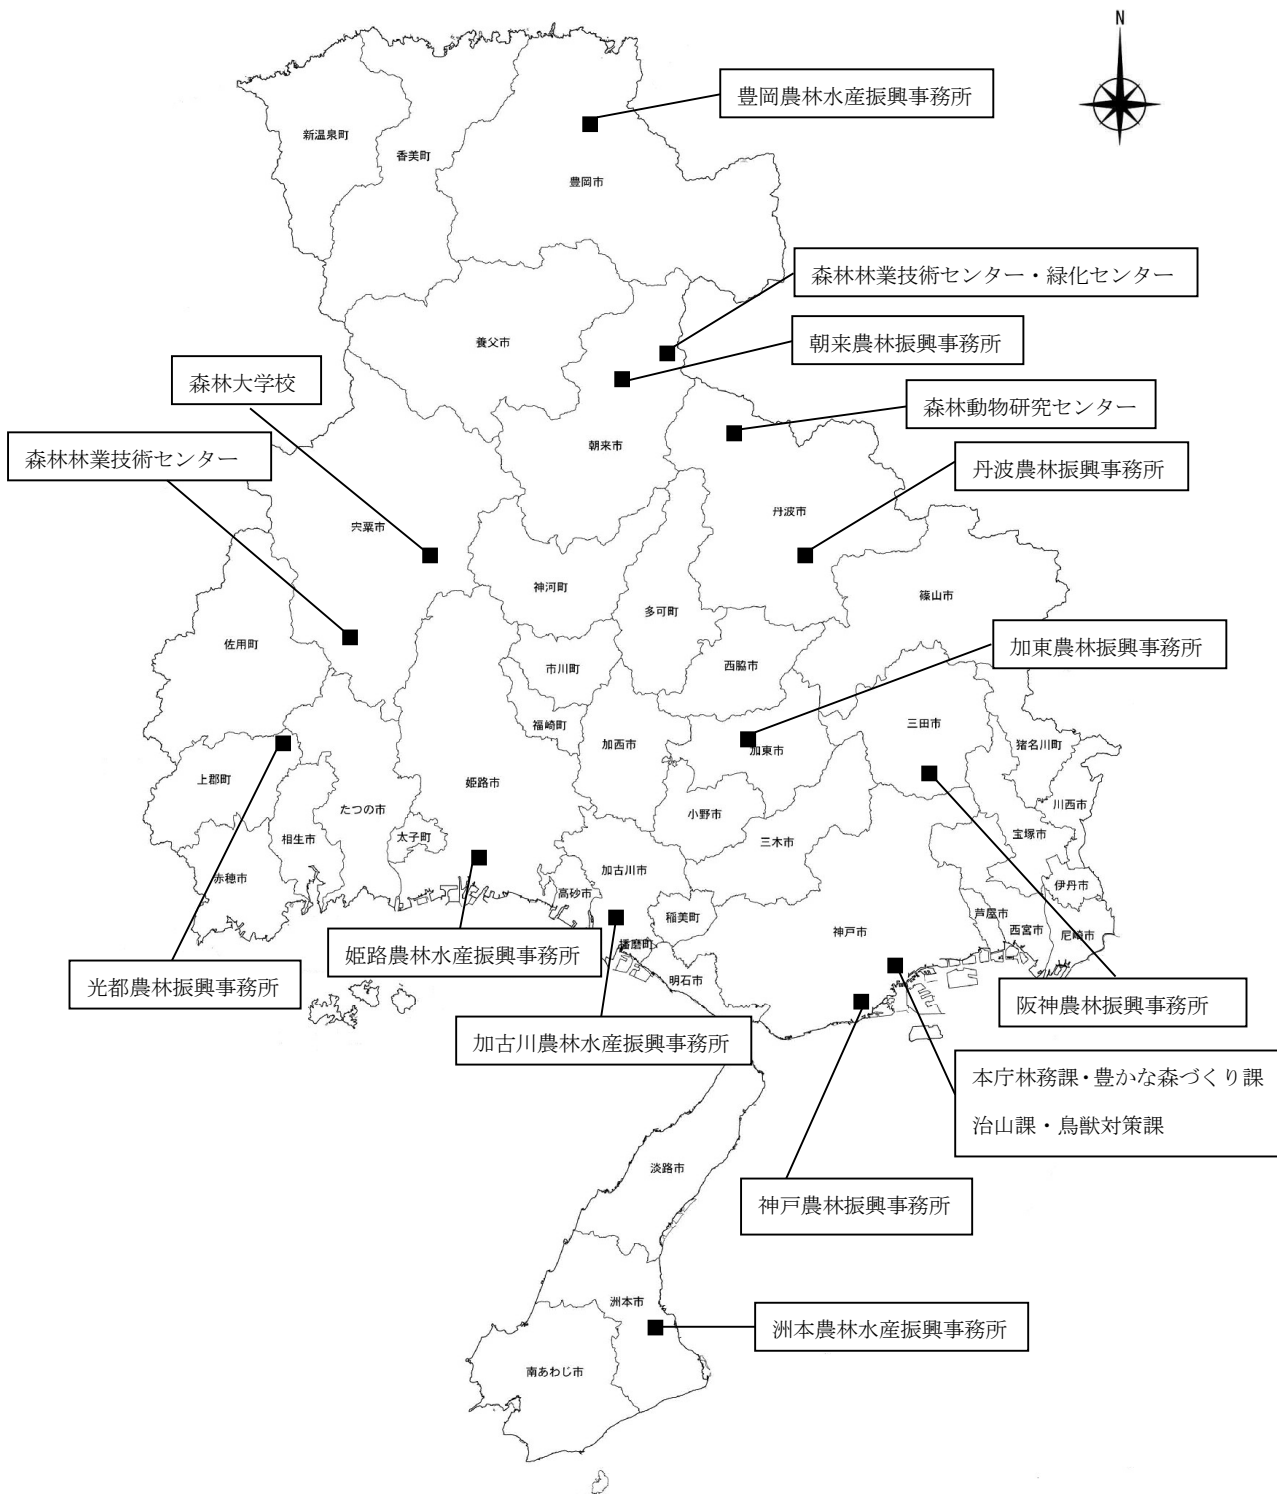 N
豊岡農林水産振興事務所
新温泉町
香美町
豊岡市
森林林業技術センター・緑化センター
養父市
朝来農林振興事務所
森林大学校
森林動物研究センター
朝来市
森林林業技術センター
丹波農林振興事務所
宍粟市
丹波市
神河町
篠山市
多可町
佐用町
加東農林振興事務所
市川町
西脇市
福崎町
三田市
加西市
加東市
猪名川町
上郡町
姫路市
たつの市
川西市
小野市
太子町
相生市
三木市
宝塚市
加古川市
赤穂市
伊丹市
高砂市
稲美町
芦屋市
神戸市
西宮市
尼崎市
播磨町
姫路農林水産振興事務所
明石市
光都農林振興事務所
阪神農林振興事務所
加古川農林水産振興事務所
本庁林務課・豊かな森づくり課
治山課・鳥獣対策課
淡路市
神戸農林振興事務所
洲本市
洲本農林水産振興事務所
南あわじ市